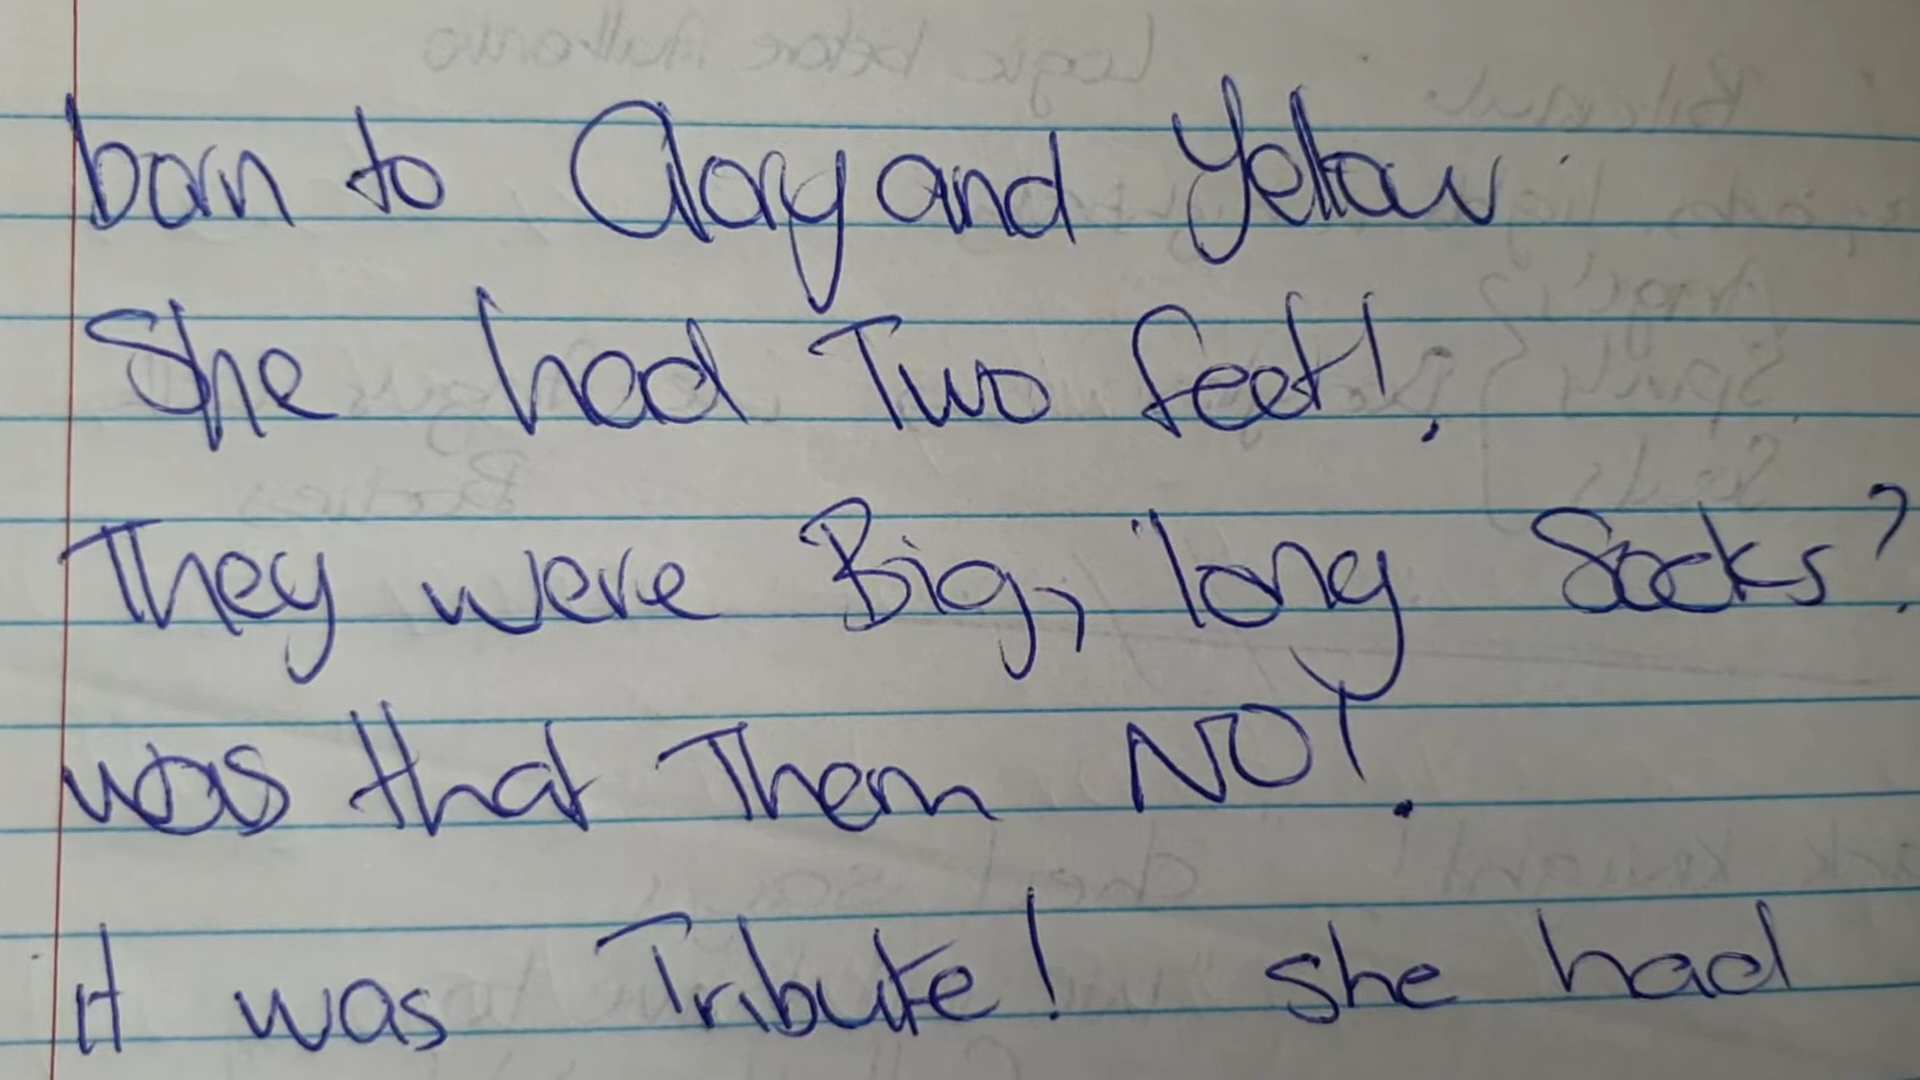 born to Glory and Yellow
She had Two feet!,
They were Big, long Socks?
was that Them NO!.
it was Tribute! she had